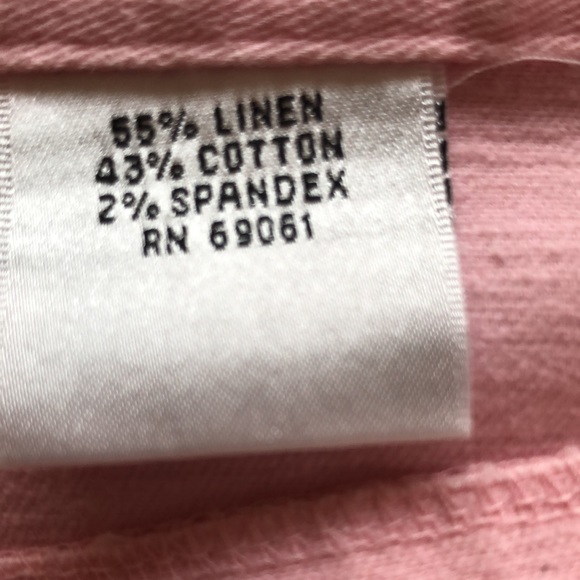 55% LINEN
43% COTTON
2% SPANDEX
RN 69061